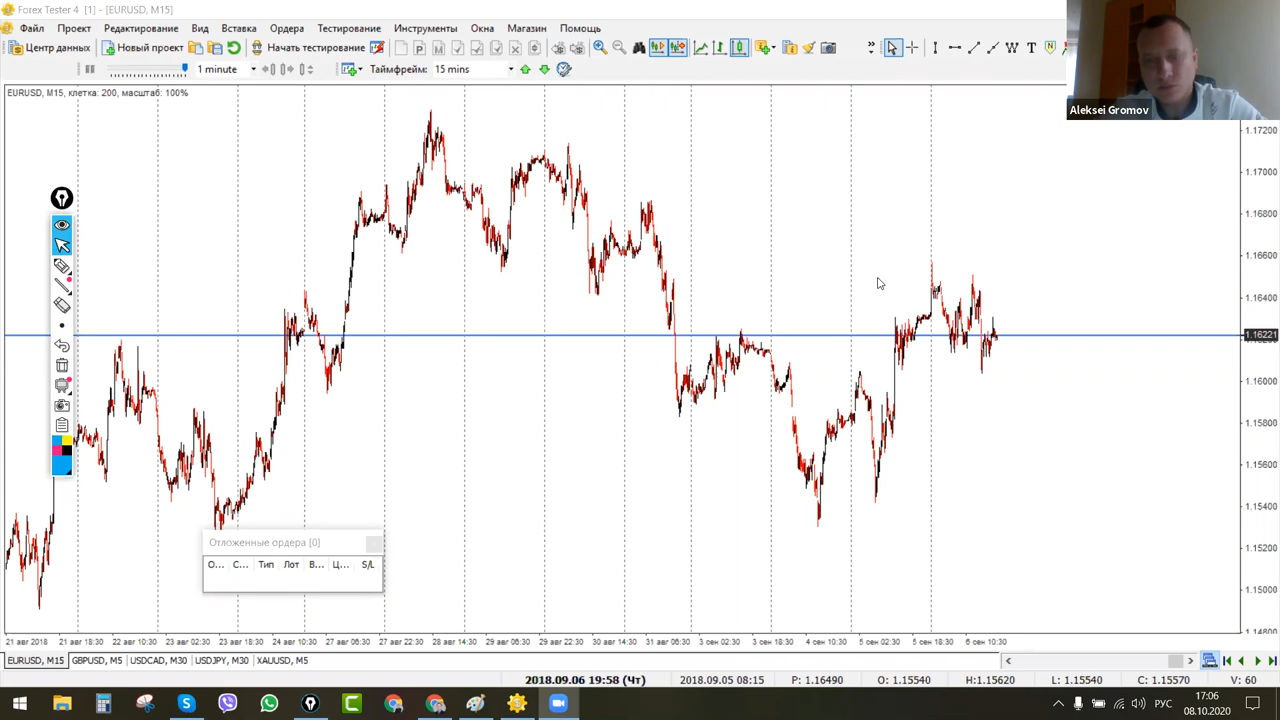 Forex Tester 4 [1] - [EURUSD, M15]
Файл Проект Редактирование Вид Вставка Ордера Тестирование Инструменты Окна Магазин Помощь
Центр данных Новый проект Начать тестирование
1 minute Таймфрейм: 15 mins
EURUSD, M15, клетка: 200, масштаб: 100%
Aleksei Gromov
1.17200
1.17000
1.16800
1.16600
1.16400
1.16221
1.16000
1.15800
1.15600
1.15400
1.15200
1.15000
1.14800
Отложенные ордера [0]
О... С... Тип Лот В... Ц... S/L
21 авг 2018 21 авг 18:30 22 авг 10:30 23 авг 02:30 23 авг 18:30 24 авг 10:30 27 авг 06:30 27 авг 22:30 28 авг 14:30 29 авг 06:30 29 авг 22:30 30 авг 14:30 31 авг 06:30 3 сен 02:30 3 сен 18:30 4 сен 10:30 5 сен 02:30 5 сен 18:30 6 сен 10:30
EURUSD, M15 GBPUSD, M5 USDCAD, M30 USDJPY, M30 XAUUSD, M5
2018.09.06 19:58 (Чт) 2018.09.05 08:15 P: 1.16490 O: 1.15540 H: 1.15620 L: 1.15540 C: 1.15570 V: 60
РУС
17:06
08.10.2020